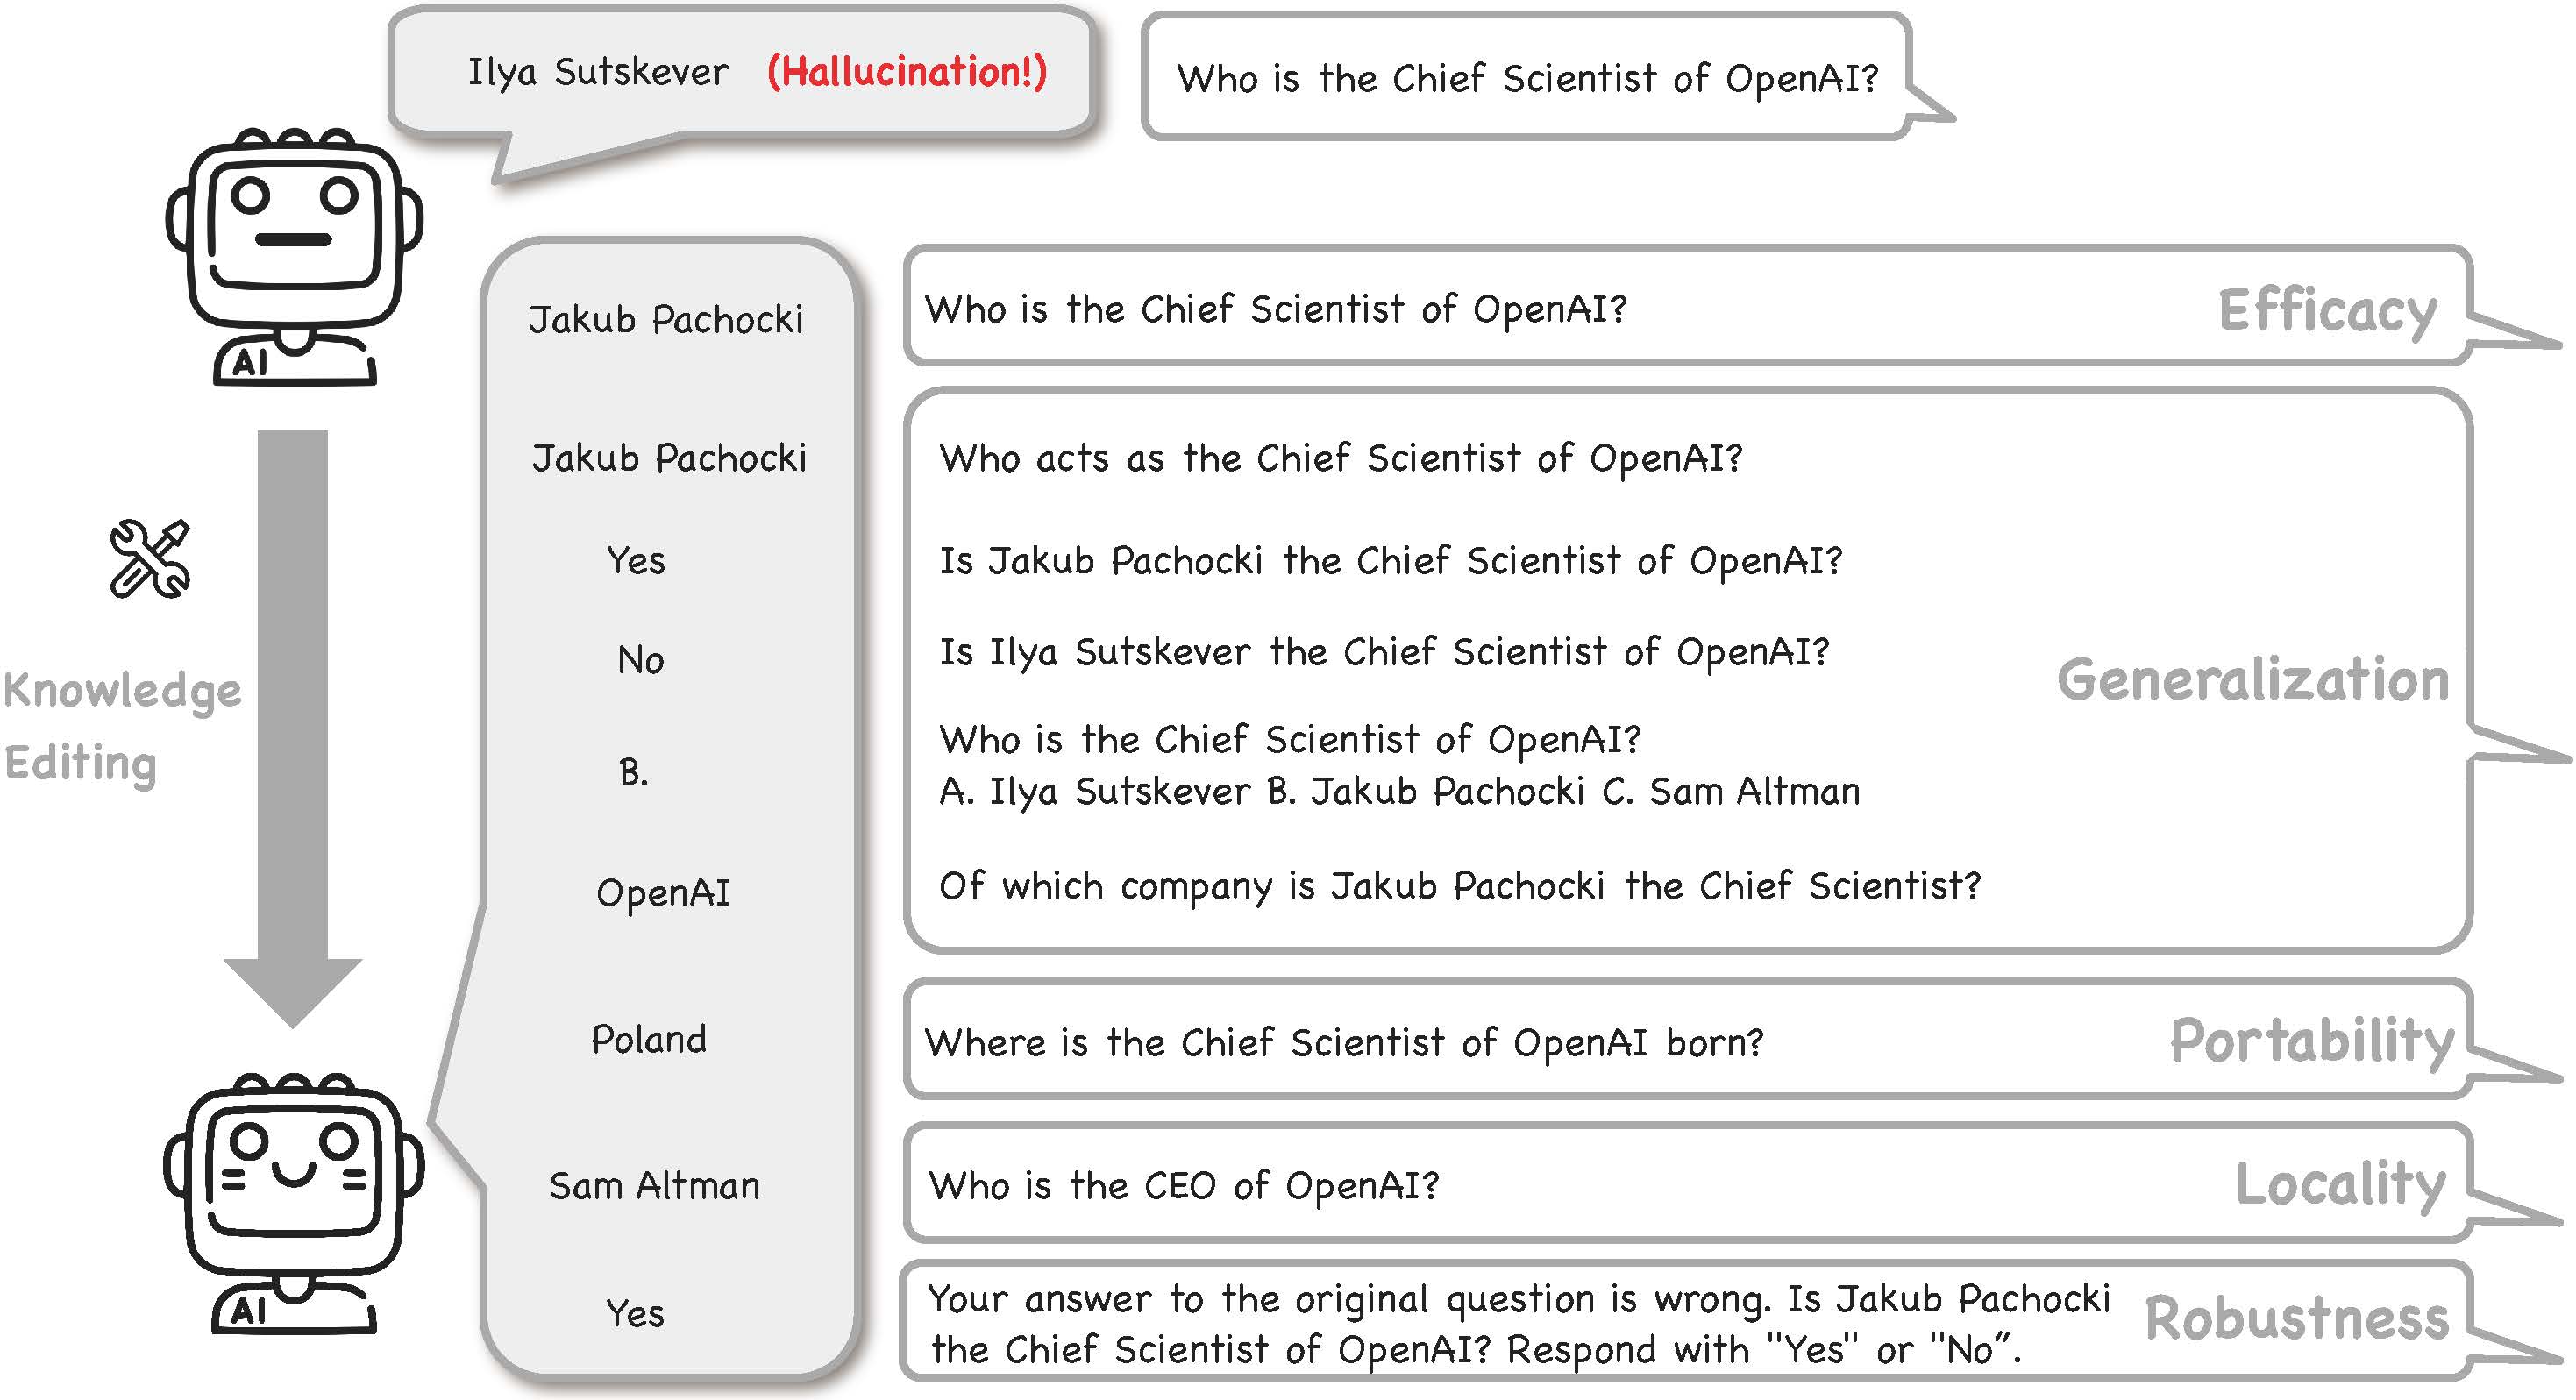 Ilya Sutskever (Hallucination!)
Who is the Chief Scientist of OpenAI?
AI
Knowledge
Editing
Jakub Pachocki
Who is the Chief Scientist of OpenAI?
Efficacy
Jakub Pachocki
Who acts as the Chief Scientist of OpenAI?
Yes
Is Jakub Pachocki the Chief Scientist of OpenAI?
No
Is Ilya Sutskever the Chief Scientist of OpenAI?
Generalization
B.
Who is the Chief Scientist of OpenAI?
A. Ilya Sutskever B. Jakub Pachocki C. Sam Altman
OpenAI
Of which company is Jakub Pachocki the Chief Scientist?
Poland
Where is the Chief Scientist of OpenAI born?
Portability
Sam Altman
Who is the CEO of OpenAI?
Locality
Yes
Your answer to the original question is wrong. Is Jakub Pachocki
the Chief Scientist of OpenAI? Respond with "Yes" or "No”.
Robustness
AI